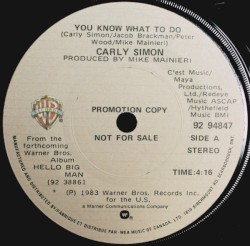 YOU KNOW WHAT TO DO
(Carly Simon/Jacob Brackman/Peter
Wood/Mike Mainieri)
CARLY SIMON
PRODUCED BY MIKE MAINIERI
C'est Music/
Maya
Productions
Ltd./Redeye
Music ASCAP
/Hythefield
Music BMI
PROMOTION COPY
92 94847
NOT FOR SALE
SIDE A
STEREO
From the
forthcoming
Warner Bros.
Album
HELLO BIG
MAN
(92 38861)
TIME:4:16
(P) 1983 Warner Bros. Records Inc.
for the U.S.
a Warner Communications Company